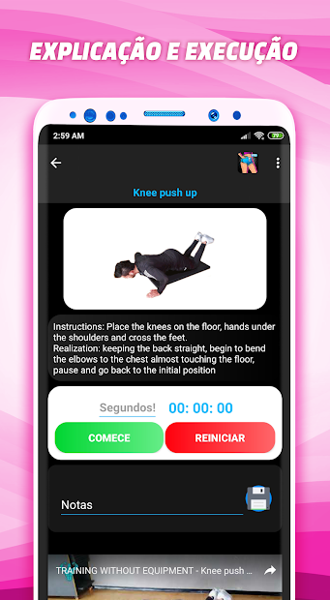 EXPLICAÇÃO E EXECUÇÃO
2:59 AM
Knee push up
Instructions: Place the knees on the floor, hands under
the shoulders and cross the feet.
Realization: keeping the back straight, begin to bend
the elbows to the chest almost touching the floor,
pause and go back to the initial position
Segundos! 00: 00: 00
COMECE REINICIAR
Notas
TRAINING WITHOUT EQUIPMENT - Knee push ...